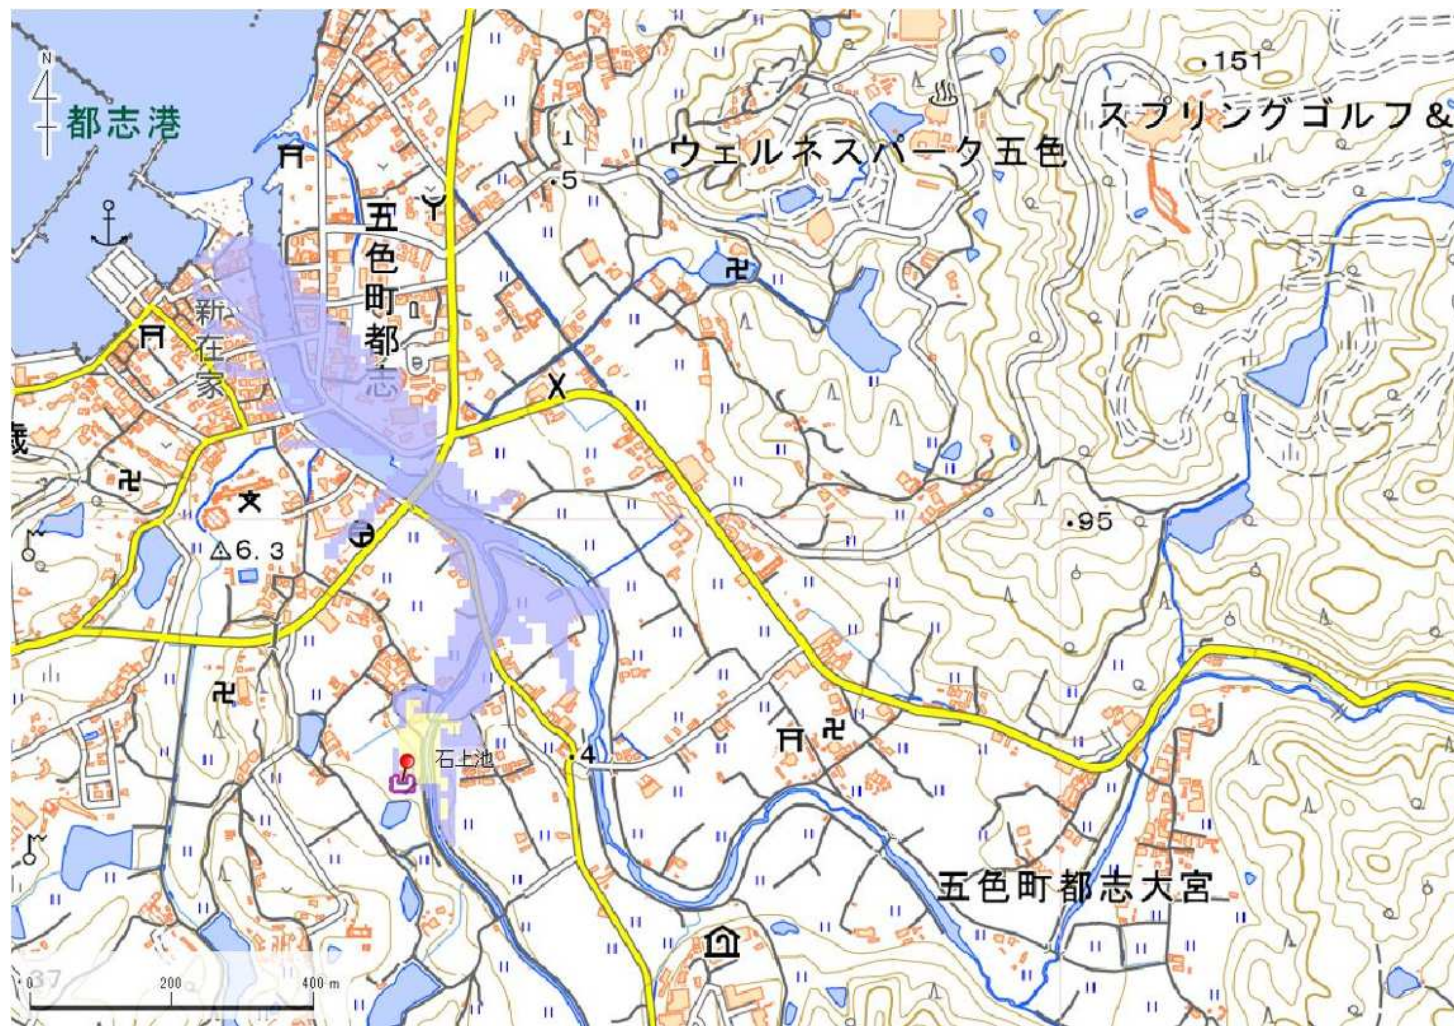 N
都志港
・151
スプリングゴルフ&
ウェルネスパーク五色
・5
五色町都志
新在家
歳
・95
6.3
石上池
・4
五色町都志大宮
37
0
200
400 m